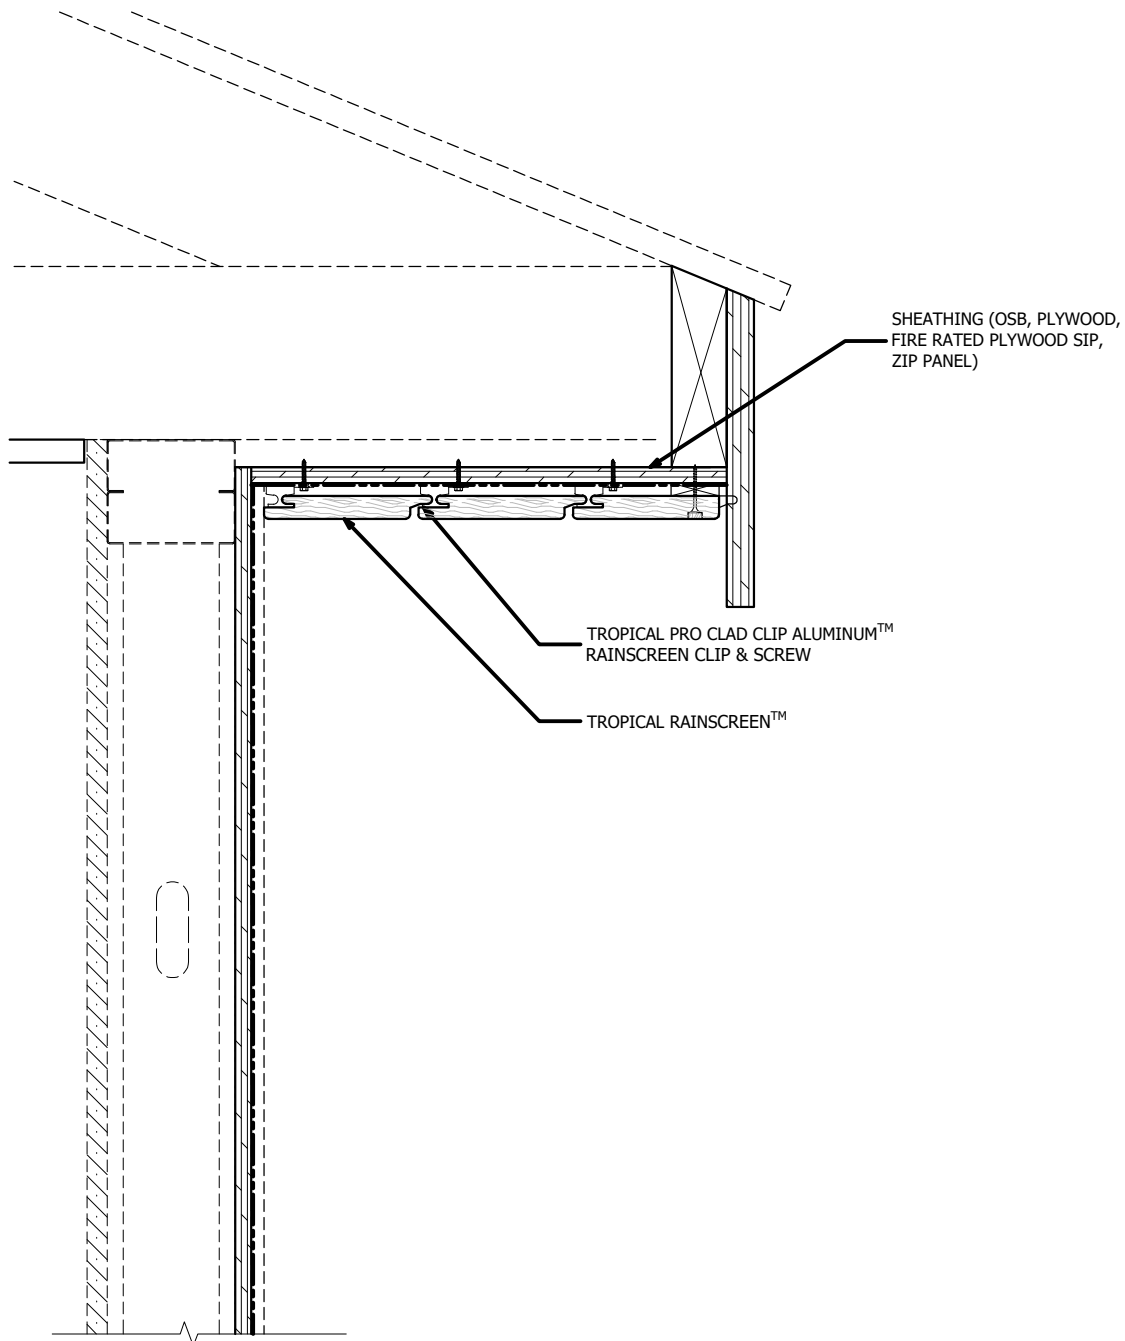 SHEATHING (OSB, PLYWOOD,
FIRE RATED PLYWOOD SIP,
ZIP PANEL)
TROPICAL PRO CLAD CLIP ALUMINUM™
RAINSCREEN CLIP & SCREW
TROPICAL RAINSCREEN™